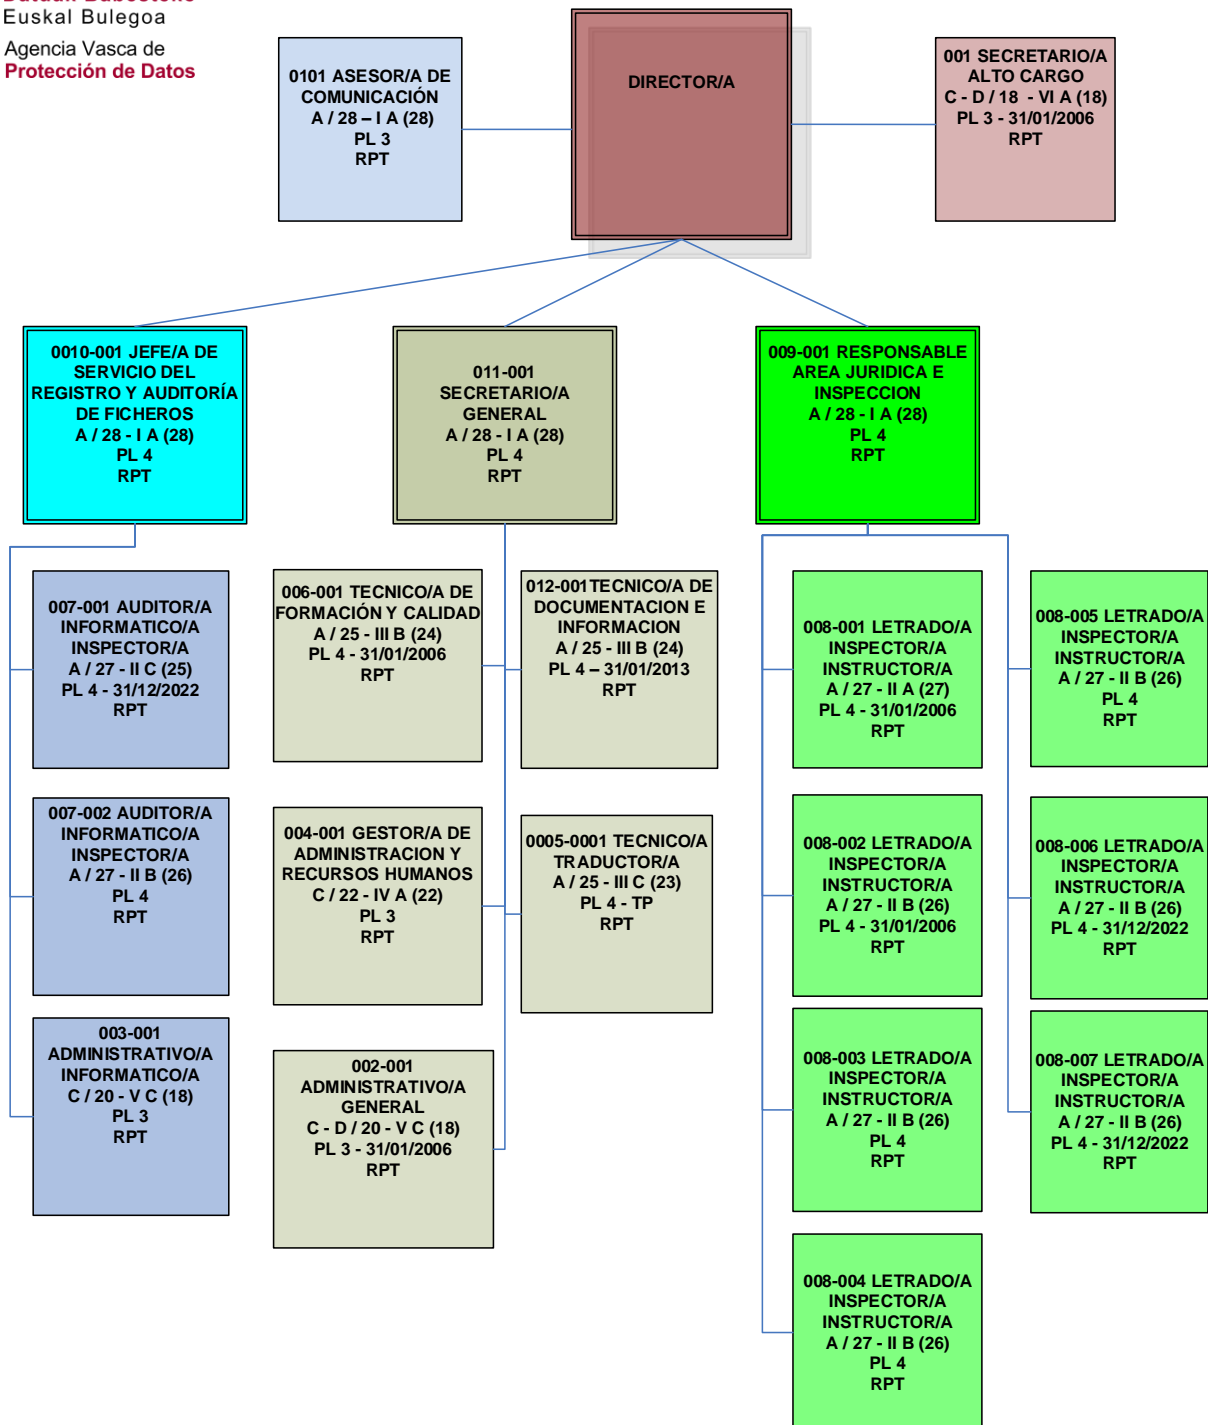 Euskal Bulegoa
Agencia Vasca de
Protección de Datos
0101 ASESOR/A DE
COMUNICACIÓN
A / 28 – I A (28)
PL 3
RPT
DIRECTOR/A
001 SECRETARIO/A
ALTO CARGO
C - D / 18 - VI A (18)
PL 3 - 31/01/2006
RPT
0010-001 JEFE/A DE
SERVICIO DEL
REGISTRO Y AUDITORÍA
DE FICHEROS
A / 28 - I A (28)
PL 4
RPT
011-001
SECRETARIO/A
GENERAL
A / 28 - I A (28)
PL 4
RPT
009-001 RESPONSABLE
AREA JURIDICA E
INSPECCION
A / 28 - I A (28)
PL 4
RPT
007-001 AUDITOR/A
INFORMATICO/A
INSPECTOR/A
A / 27 - II C (25)
PL 4 - 31/12/2022
RPT
007-002 AUDITOR/A
INFORMATICO/A
INSPECTOR/A
A / 27 - II B (26)
PL 4
RPT
003-001
ADMINISTRATIVO/A
INFORMATICO/A
C / 20 - V C (18)
PL 3
RPT
006-001 TECNICO/A DE
FORMACIÓN Y CALIDAD
A / 25 - III B (24)
PL 4 - 31/01/2006
RPT
012-001TECNICO/A DE
DOCUMENTACION E
INFORMACION
A / 25 - III B (24)
PL 4 – 31/01/2013
RPT
004-001 GESTOR/A DE
ADMINISTRACION Y
RECURSOS HUMANOS
C / 22 - IV A (22)
PL 3
RPT
0005-0001 TECNICO/A
TRADUCTOR/A
A / 25 - III C (23)
PL 4 - TP
RPT
002-001
ADMINISTRATIVO/A
GENERAL
C - D / 20 - V C (18)
PL 3 - 31/01/2006
RPT
008-001 LETRADO/A
INSPECTOR/A
INSTRUCTOR/A
A / 27 - II A (27)
PL 4 - 31/01/2006
RPT
008-002 LETRADO/A
INSPECTOR/A
INSTRUCTOR/A
A / 27 - II B (26)
PL 4 - 31/01/2006
RPT
008-003 LETRADO/A
INSPECTOR/A
INSTRUCTOR/A
A / 27 - II B (26)
PL 4
RPT
008-004 LETRADO/A
INSPECTOR/A
INSTRUCTOR/A
A / 27 - II B (26)
PL 4
RPT
008-005 LETRADO/A
INSPECTOR/A
INSTRUCTOR/A
A / 27 - II B (26)
PL 4
RPT
008-006 LETRADO/A
INSPECTOR/A
INSTRUCTOR/A
A / 27 - II B (26)
PL 4 - 31/12/2022
RPT
008-007 LETRADO/A
INSPECTOR/A
INSTRUCTOR/A
A / 27 - II B (26)
PL 4 - 31/12/2022
RPT